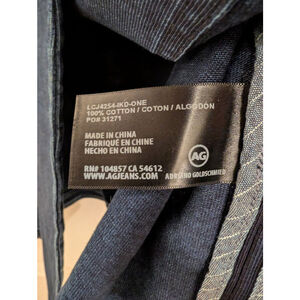 LCJ4254-IKD-ONE
100% COTTON / COTON / ALGODÓN
PO# 31271
MADE IN CHINA
FABRIQUÉ EN CHINE
HECHO EN CHINA
RN# 104857 CA 54612
WWW.AGJEANS.COM
AG
ADRIANO GOLDSCHMIED